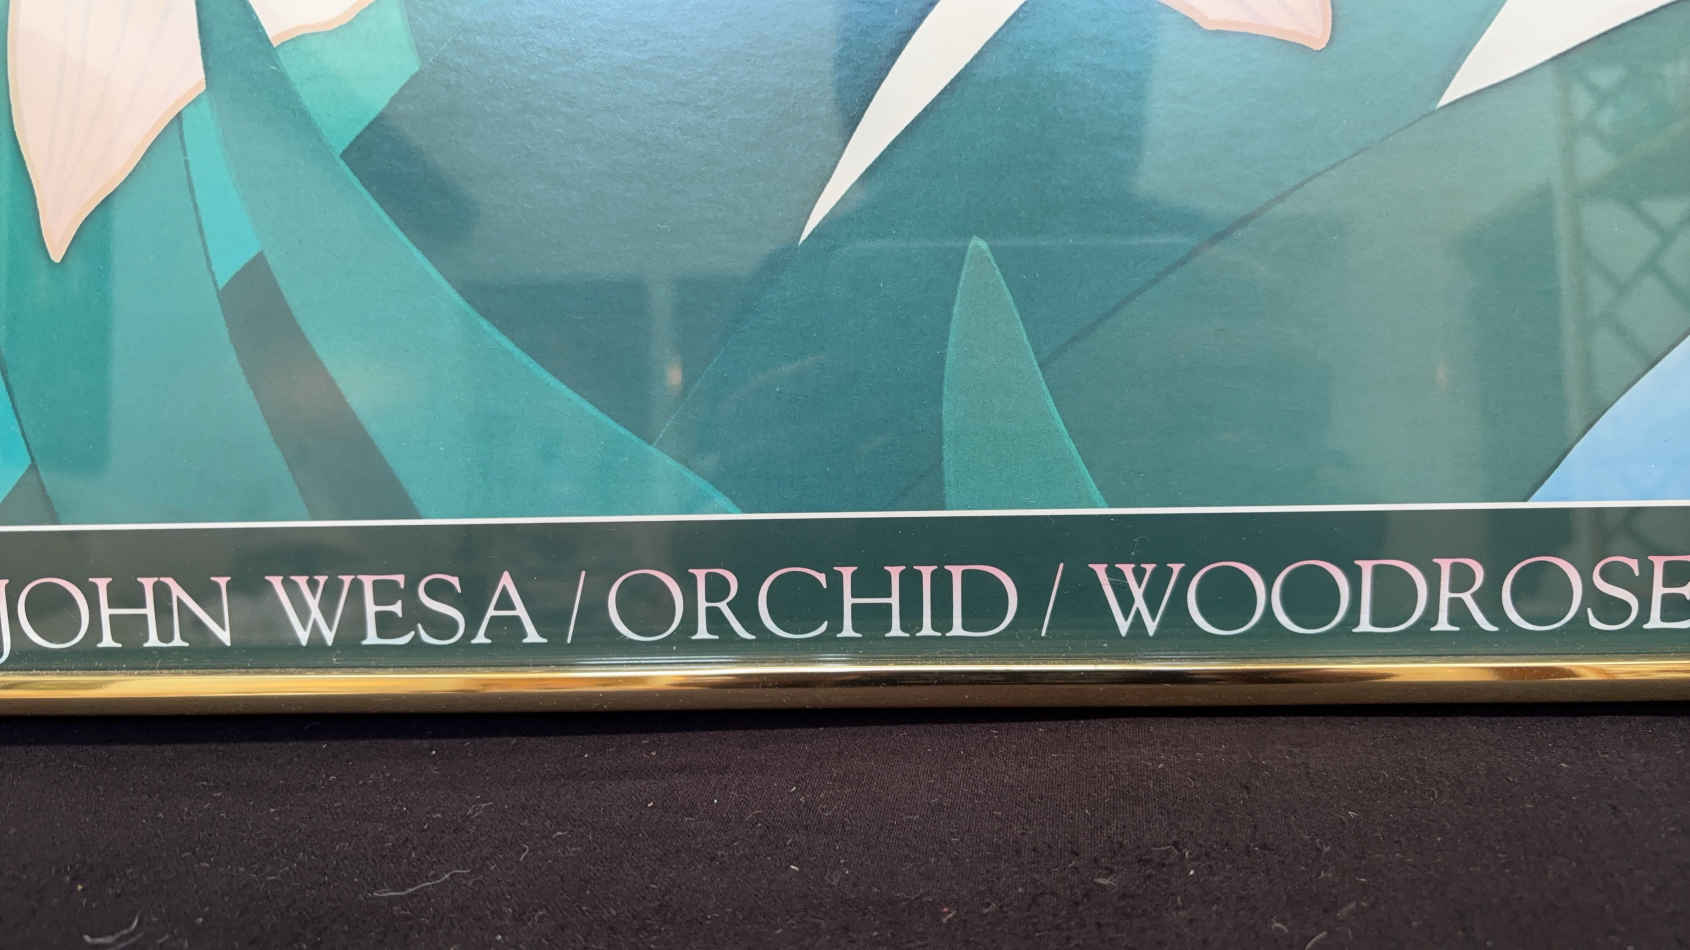 JOHN WESA / ORCHID / WOODROSE